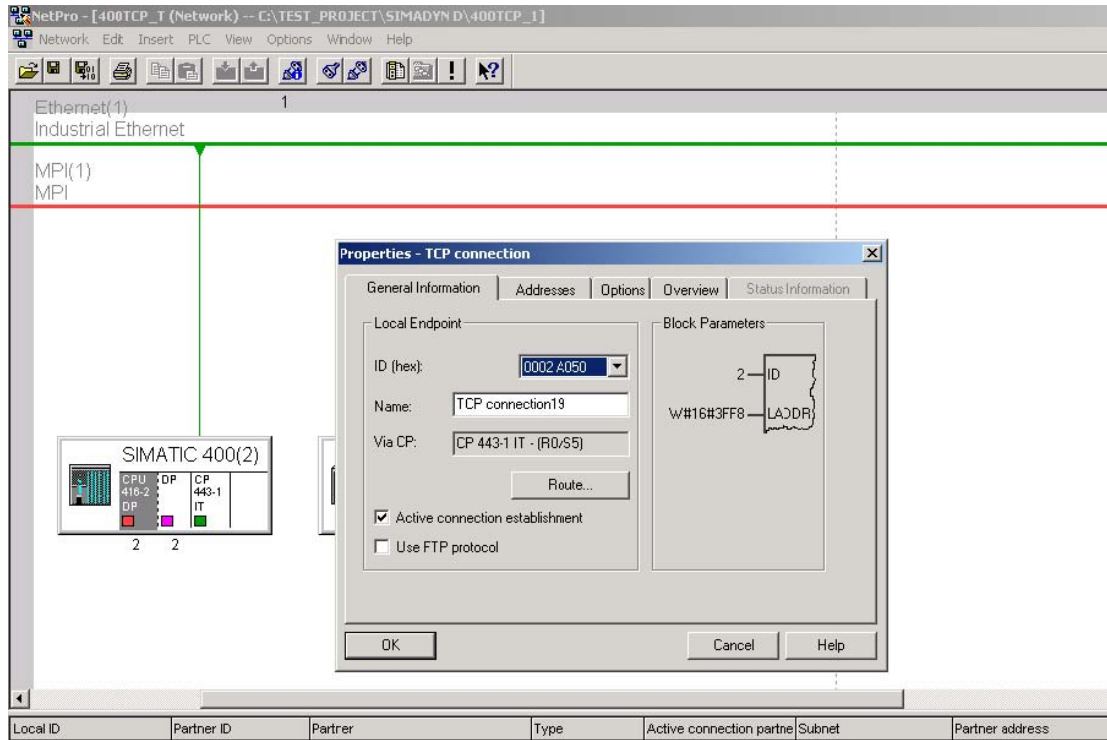 NetPro - [400TCP_T (Network) -- C:\TEST_PROJECT\SIMADYN D\400TCP_1]
Network Edit Insert PLC View Options Window Help
1
Ethernet(1)
Industrial Ethernet
MPI(1)
MPI
Properties - TCP connection
General Information Addresses Options Overview Status Information
Local Endpoint
ID (hex): 0002 A050
Name: TCP connection19
Via CP: CP 443-1 IT - (R0/S5)
Route...
Active connection establishment
Use FTP protocol
Block Parameters
2 ID
W#16#3FF8 LADDR
OK Cancel Help
SIMATIC 400(2)
CPU DP CP
416-2 443-1
DP IT
2 2
Local ID Partner ID Partner Type Active connection partne Subnet Partner address